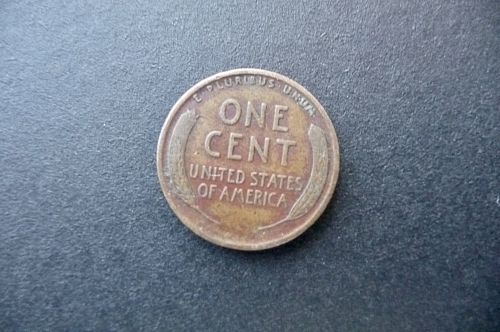 E·PLURIBUS·UNUM
ONE
CENT
UNITED STATES
OF AMERICA